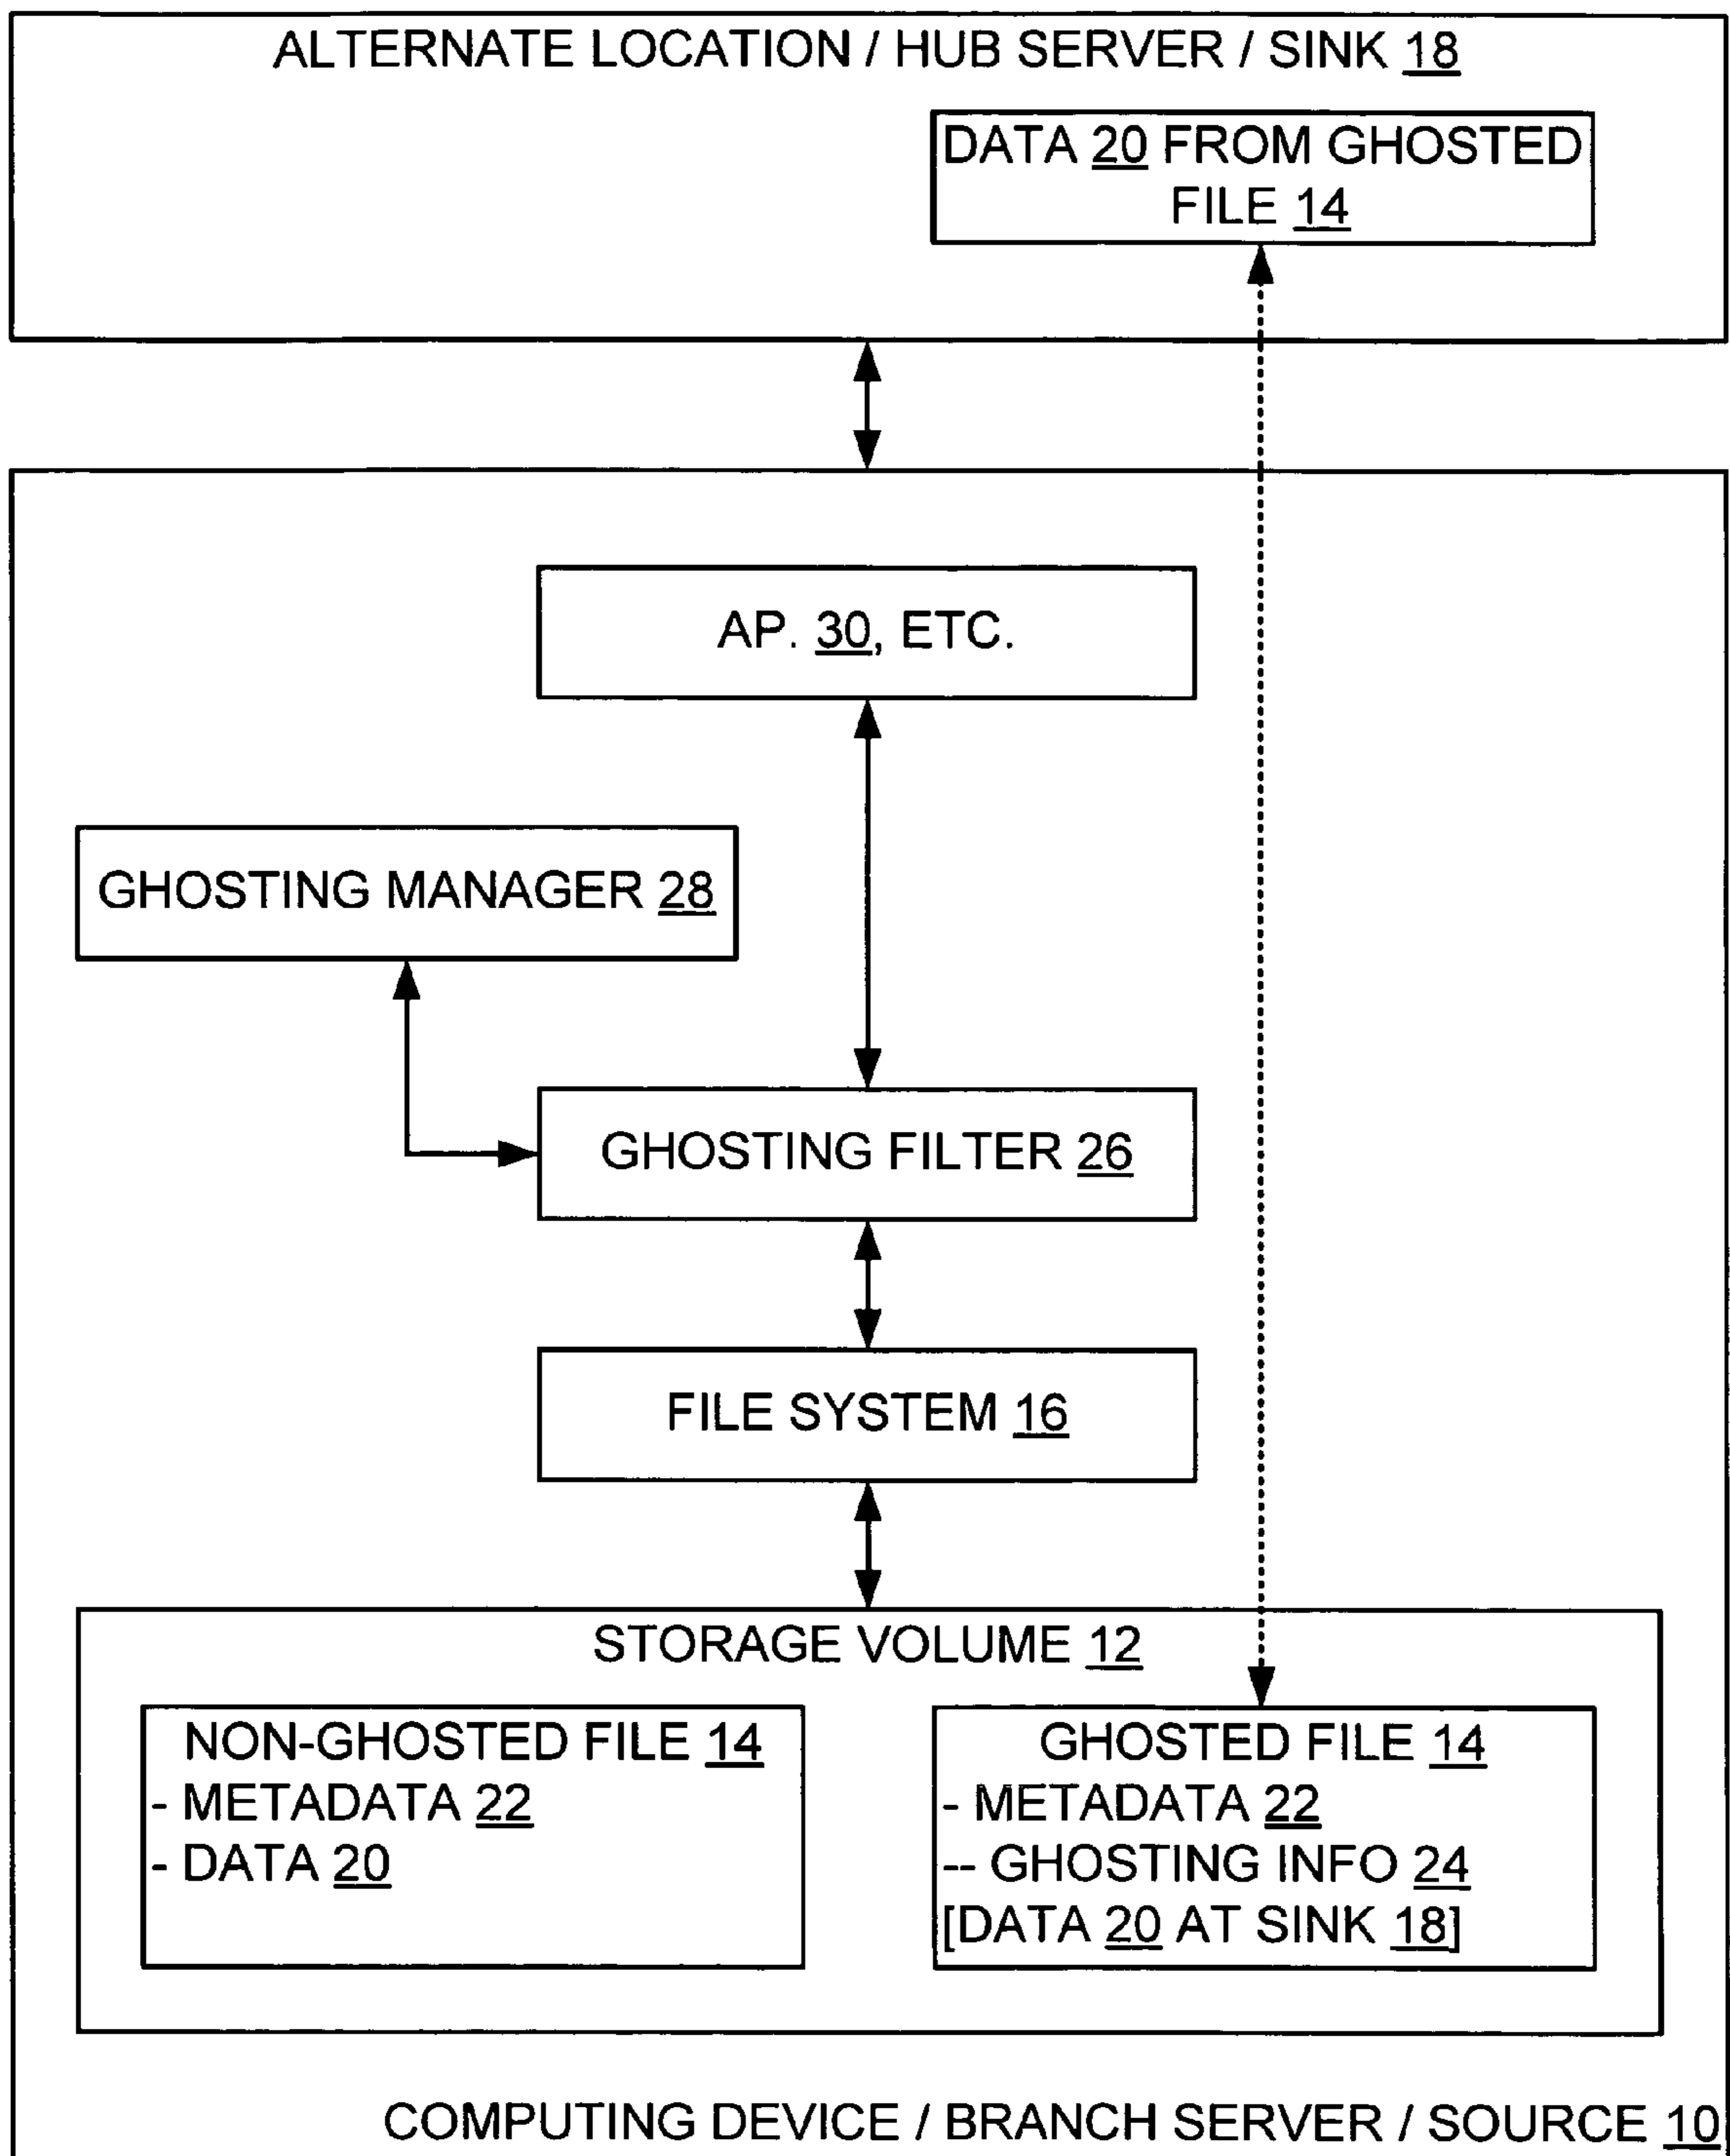 ALTERNATE LOCATION / HUB SERVER / SINK 18
DATA 20 FROM GHOSTED
FILE 14
AP. 30, ETC.
GHOSTING MANAGER 28
GHOSTING FILTER 26
FILE SYSTEM 16
STORAGE VOLUME 12
NON-GHOSTED FILE 14
- METADATA 22
- DATA 20
GHOSTED FILE 14
- METADATA 22
-- GHOSTING INFO 24
[DATA 20 AT SINK 18]
COMPUTING DEVICE / BRANCH SERVER / SOURCE 10